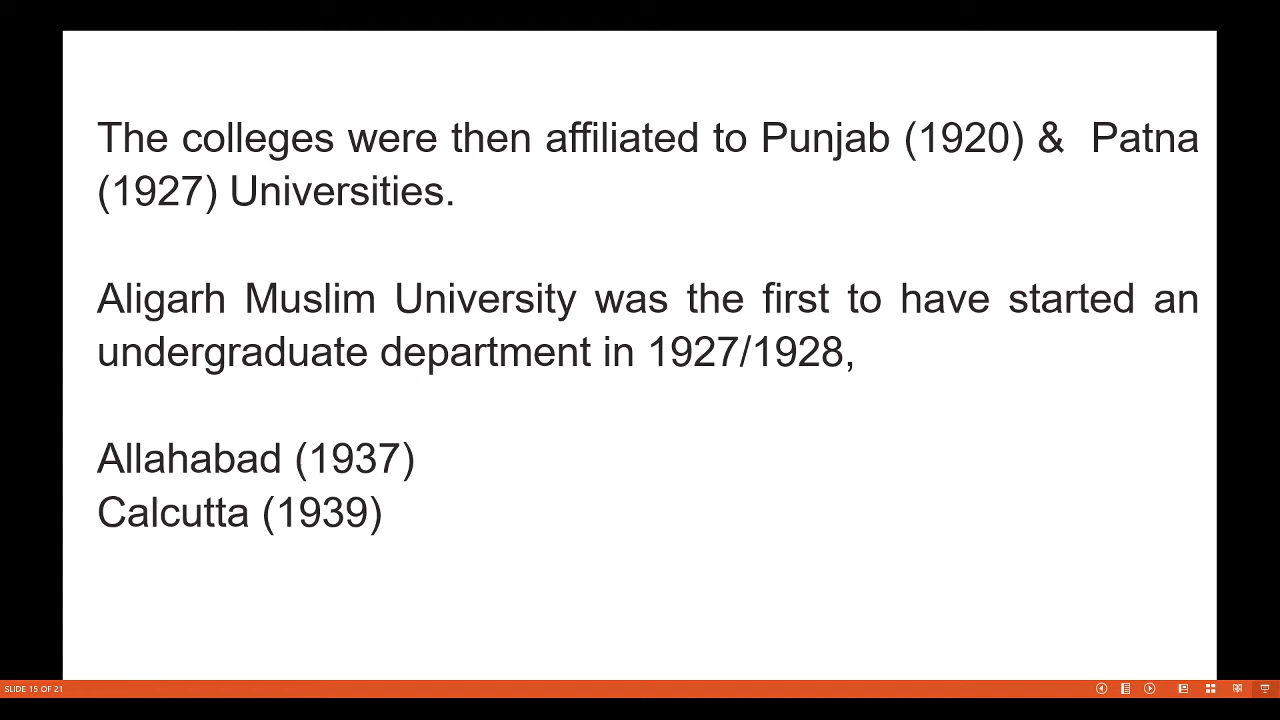 The colleges were then affiliated to Punjab (1920) & Patna
(1927) Universities.
Aligarh Muslim University was the first to have started an
undergraduate department in 1927/1928,
Allahabad (1937)
Calcutta (1939)
SLIDE 15 OF 21